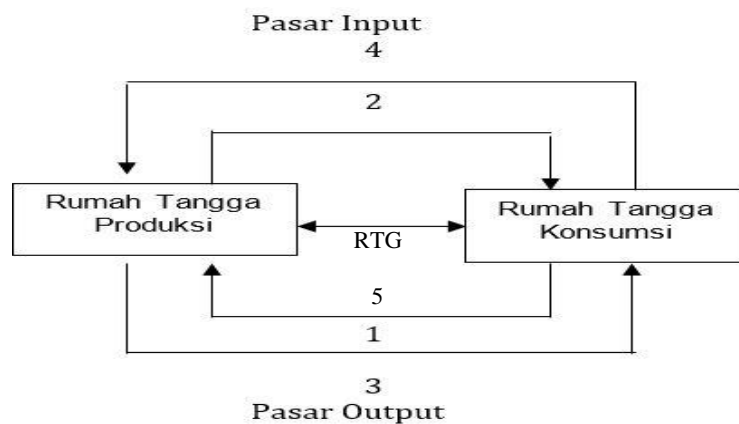 Pasar Input
4
2
Rumah Tangga
Produksi
Rumah Tangga
Konsumsi
RTG
5
1
3
Pasar Output